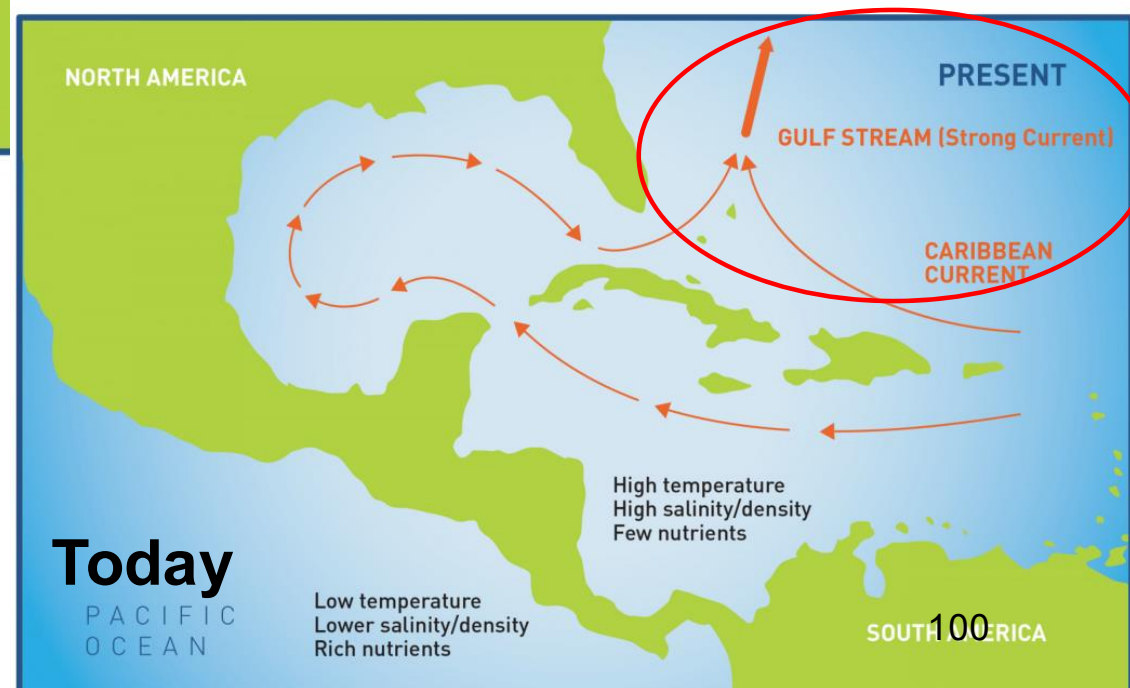 NORTH AMERICA
PRESENT
GULF STREAM (Strong Current)
CARIBBEAN
CURRENT
High temperature
High salinity/density
Few nutrients
Today
PACIFIC
OCEAN
Low temperature
Lower salinity/density
Rich nutrients
SOUTH AMERICA
100